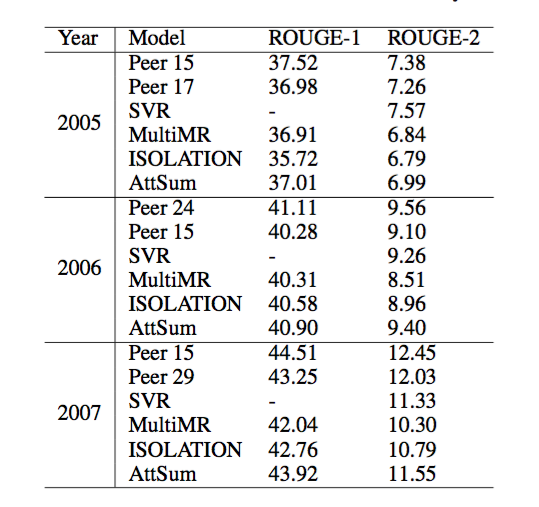 Year Model ROUGE-1 ROUGE-2
Peer 15 37.52 7.38
Peer 17 36.98 7.26
SVR - 7.57
2005
MultiMR 36.91 6.84
ISOLATION 35.72 6.79
AttSum 37.01 6.99
Peer 24 41.11 9.56
Peer 15 40.28 9.10
SVR - 9.26
2006
MultiMR 40.31 8.51
ISOLATION 40.58 8.96
AttSum 40.90 9.40
Peer 15 44.51 12.45
Peer 29 43.25 12.03
SVR - 11.33
2007
MultiMR 42.04 10.30
ISOLATION 42.76 10.79
AttSum 43.92 11.55